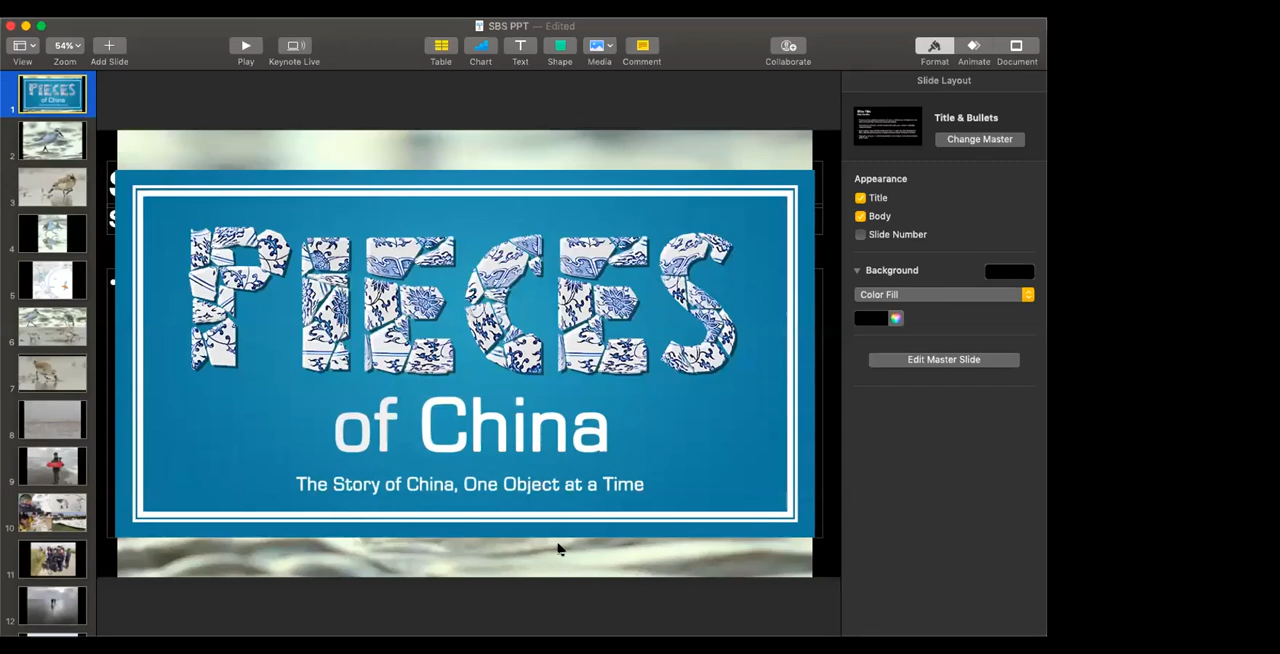 SBS PPT — Edited
54%
View
Zoom
Add Slide
Play
Keynote Live
Table
Chart
Text
Shape
Media
Comment
Collaborate
Format
Animate
Document
Slide Layout
Title & Bullets
Change Master
Appearance
Title
Body
Slide Number
Background
Color Fill
Edit Master Slide
PIECES
of China
The Story of China, One Object at a Time
S
S
PIECES
of China
1
2
3
4
5
6
7
8
9
10
11
12